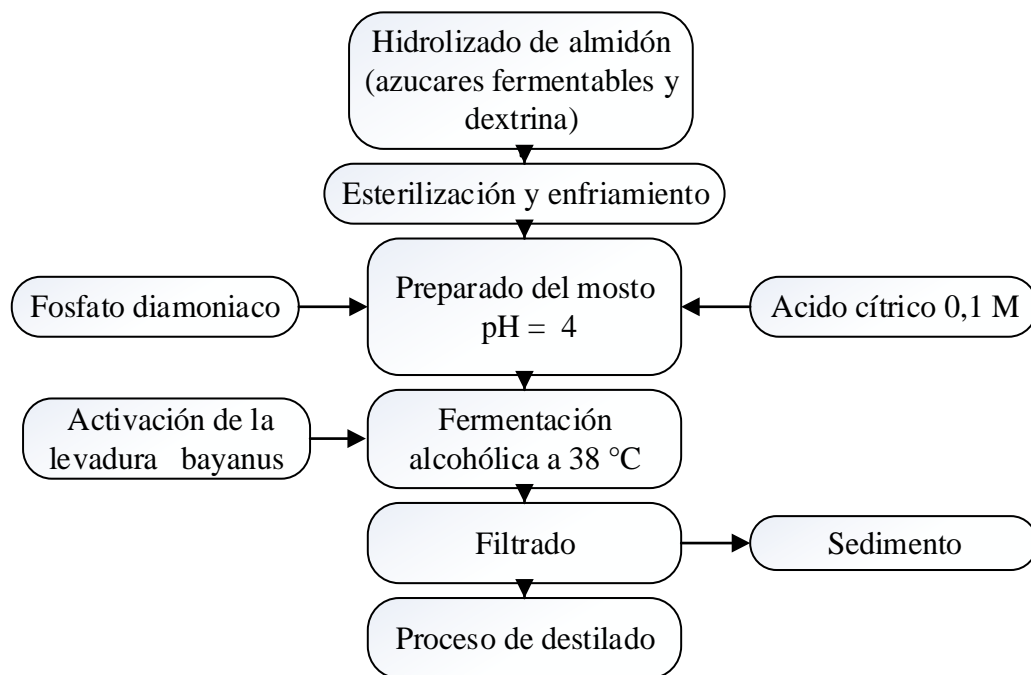 Hidrolizado de almidón
(azucares fermentables y
dextrina)
Esterilización y enfriamiento
Fosfato diamoniaco
Preparado del mosto
pH = 4
Acido cítrico 0,1 M
Activación de la
levadura bayanus
Fermentación
alcohólica a 38 °C
Filtrado
Sedimento
Proceso de destilado